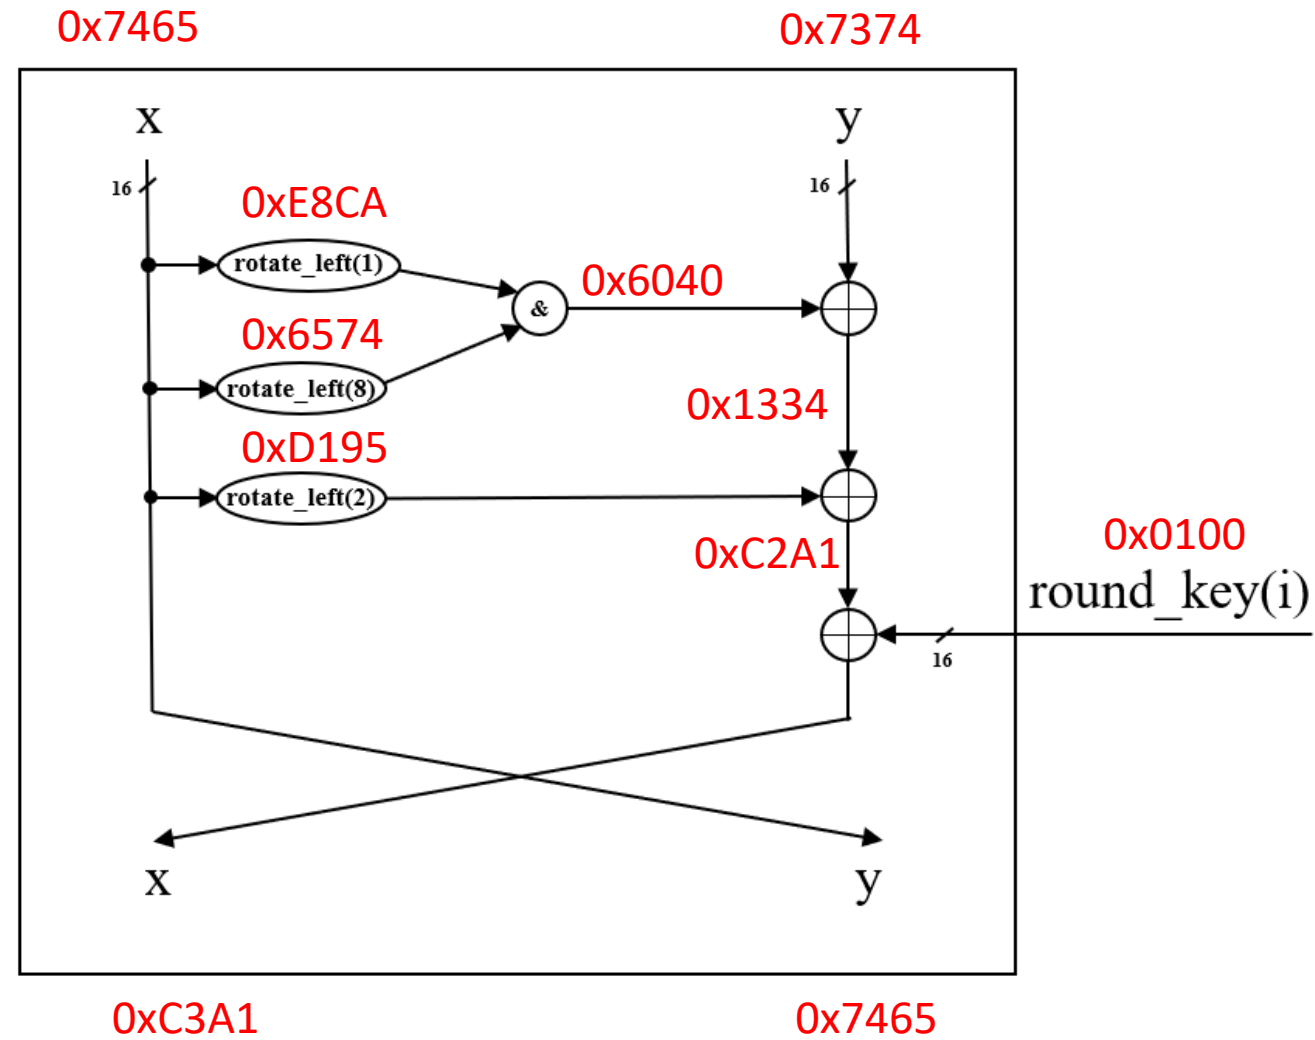 0x7465 0x7374
x y
16 16
0xE8CA
rotate_left(1)
& 0x6040
0x6574
rotate_left(8)
0x1334
0xD195
rotate_left(2)
0xC2A1 0x0100
round_key(i)
16
x y
0xC3A1 0x7465